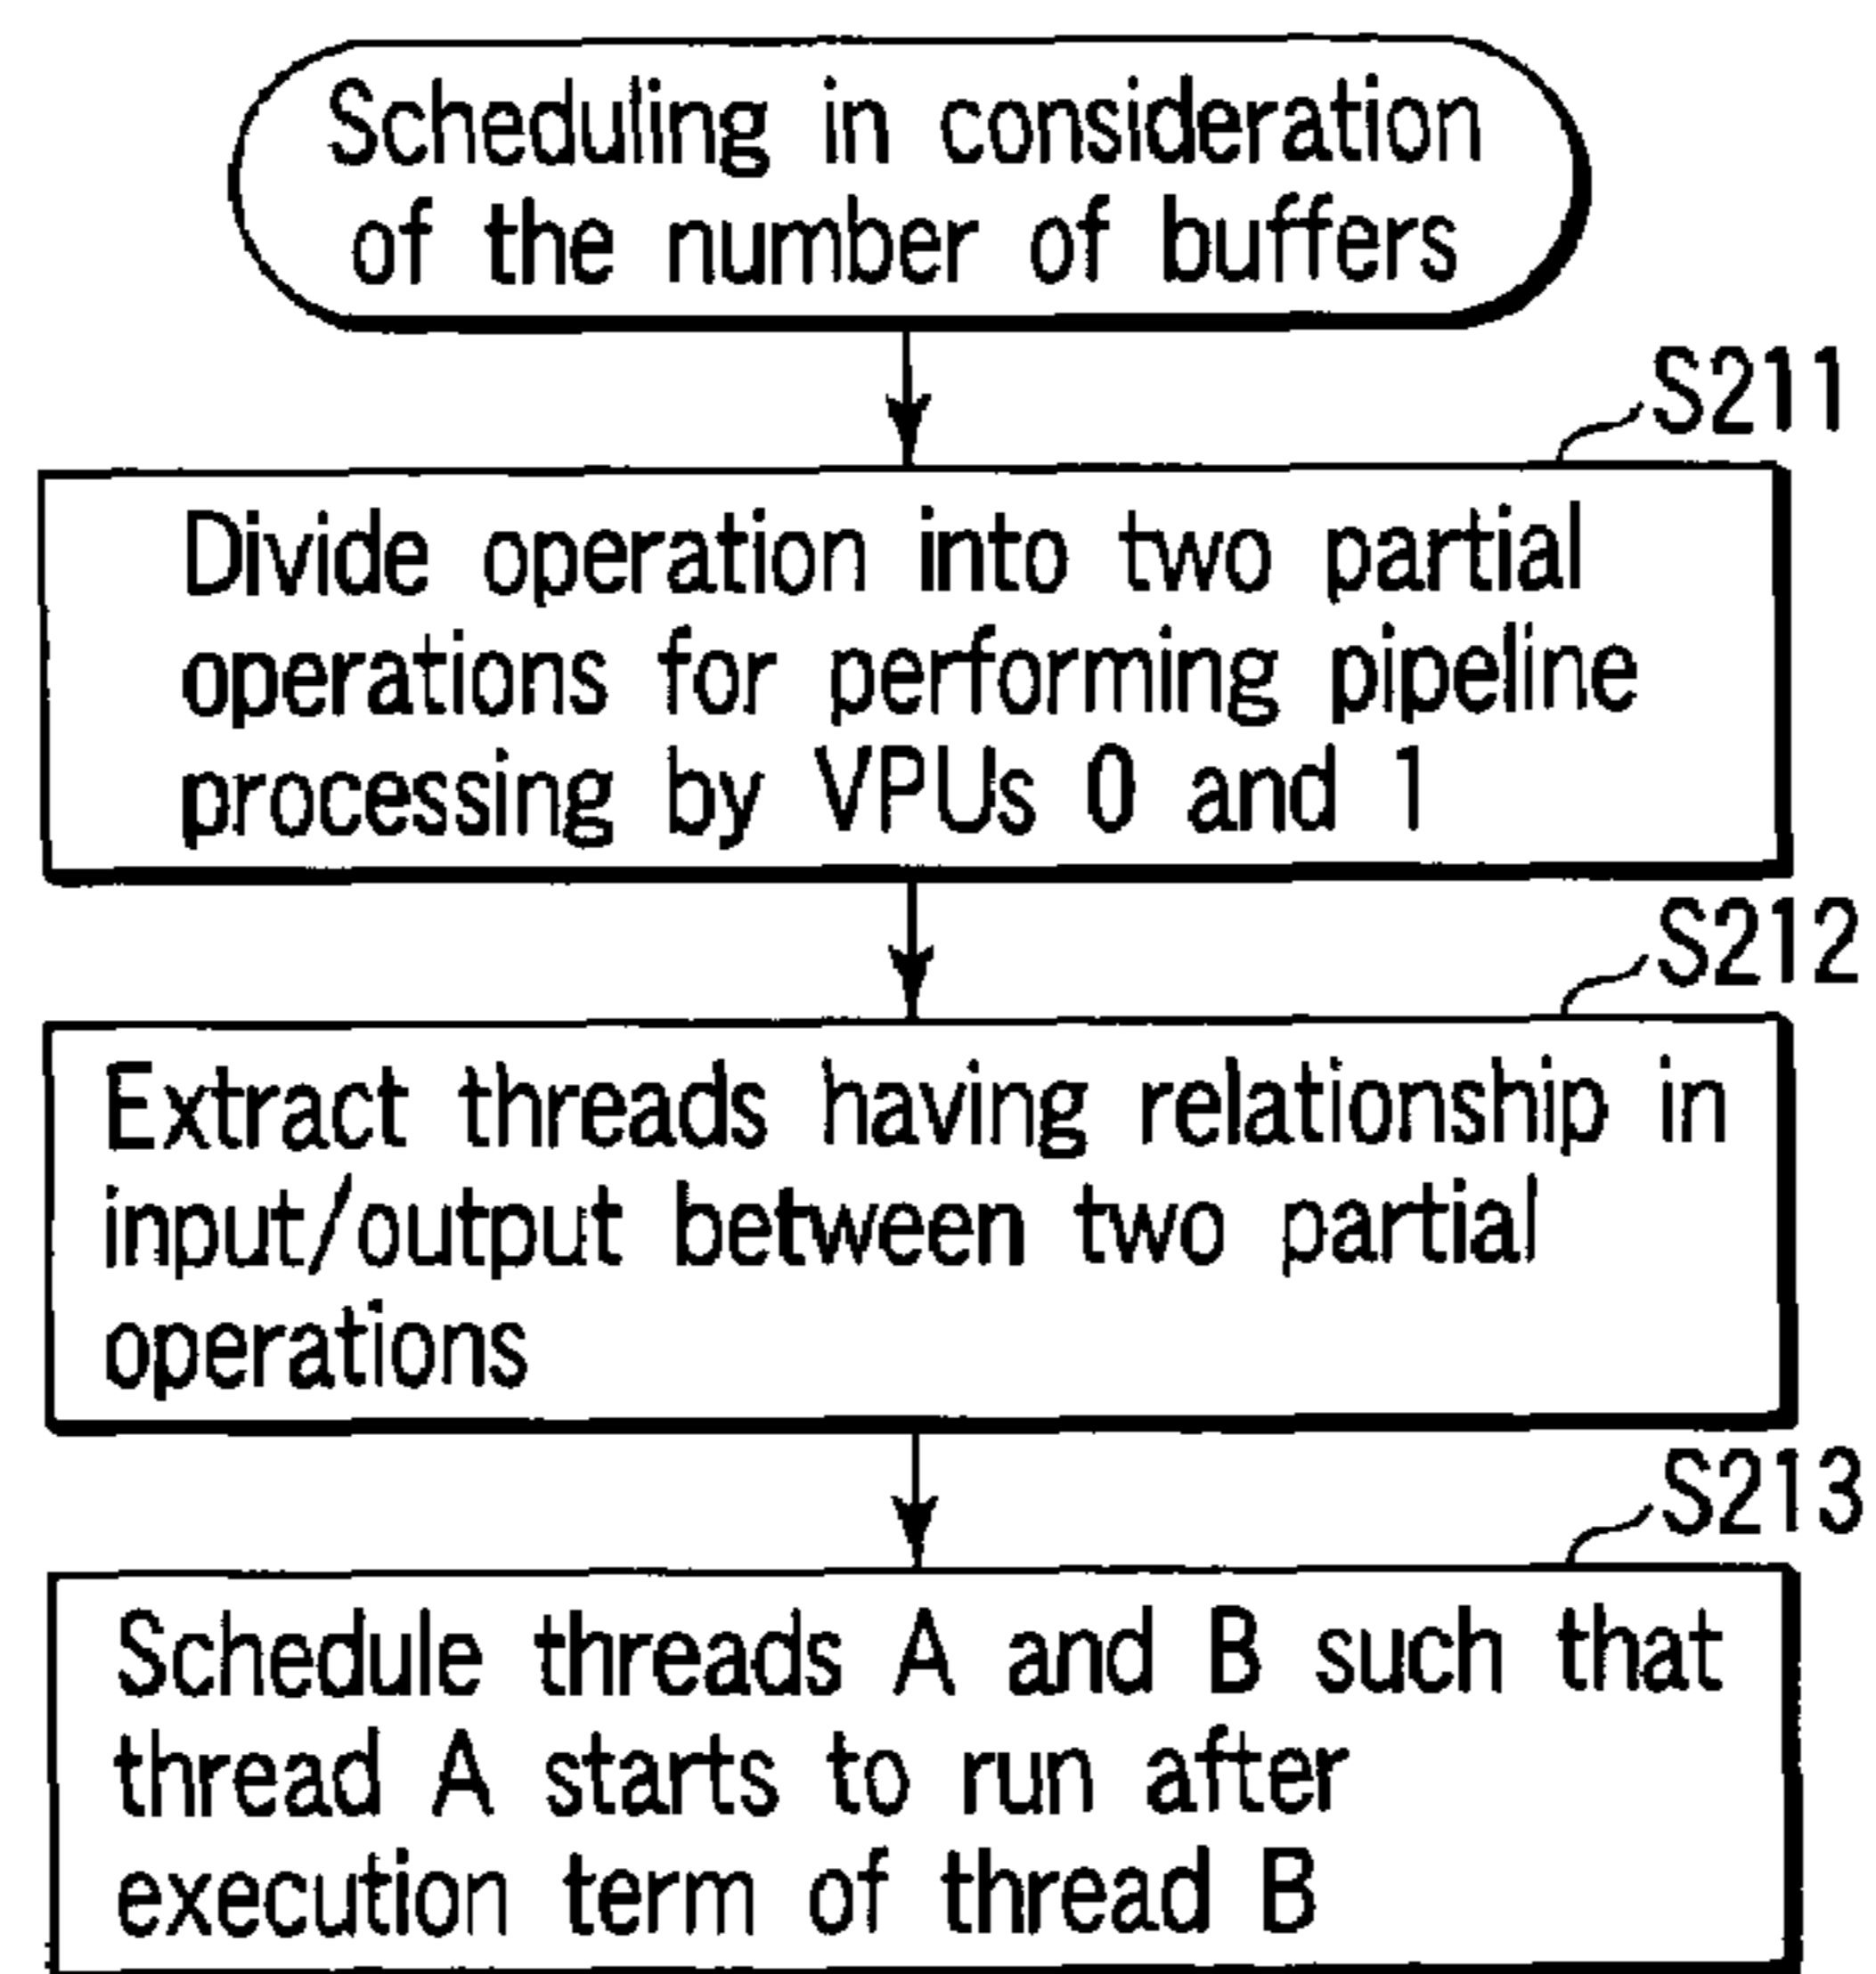 Scheduling in consideration
of the number of buffers
S211
Divide operation into two partial
operations for performing pipeline
processing by VPUs 0 and 1
S212
Extract threads having relationship in
input/output between two partial
operations
S213
Schedule threads A and B such that
thread A starts to run after
execution term of thread B